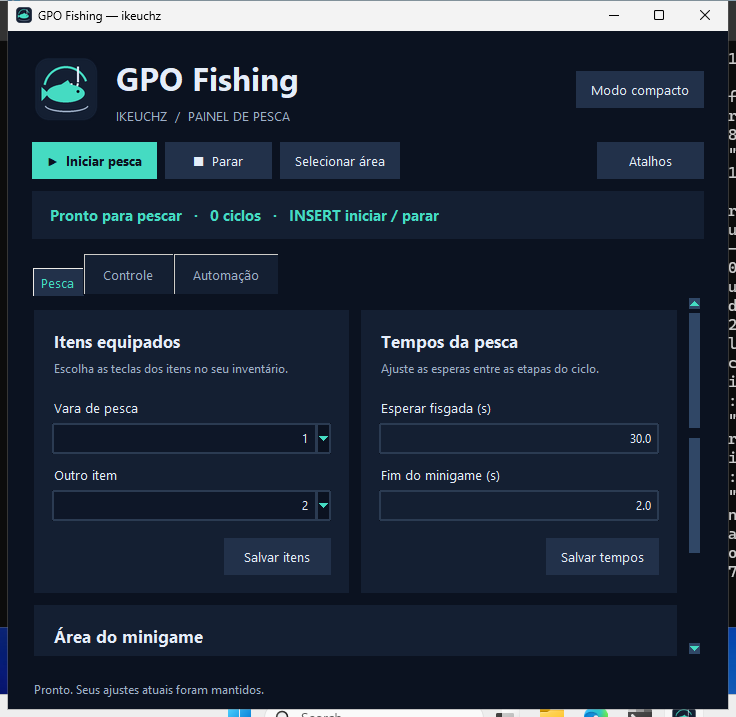 GPO Fishing — ikeuchz
GPO Fishing
IKEUCHZ / PAINEL DE PESCA
Modo compacto
Iniciar pesca
Parar
Selecionar área
Atalhos
Pronto para pescar · 0 ciclos · INSERT iniciar / parar
Pesca
Controle
Automação
Itens equipados
Escolha as teclas dos itens no seu inventário.
Vara de pesca
1
Outro item
2
Salvar itens
Tempos da pesca
Ajuste as esperas entre as etapas do ciclo.
Esperar fisgada (s)
30.0
Fim do minigame (s)
2.0
Salvar tempos
Área do minigame
Pronto. Seus ajustes atuais foram mantidos.